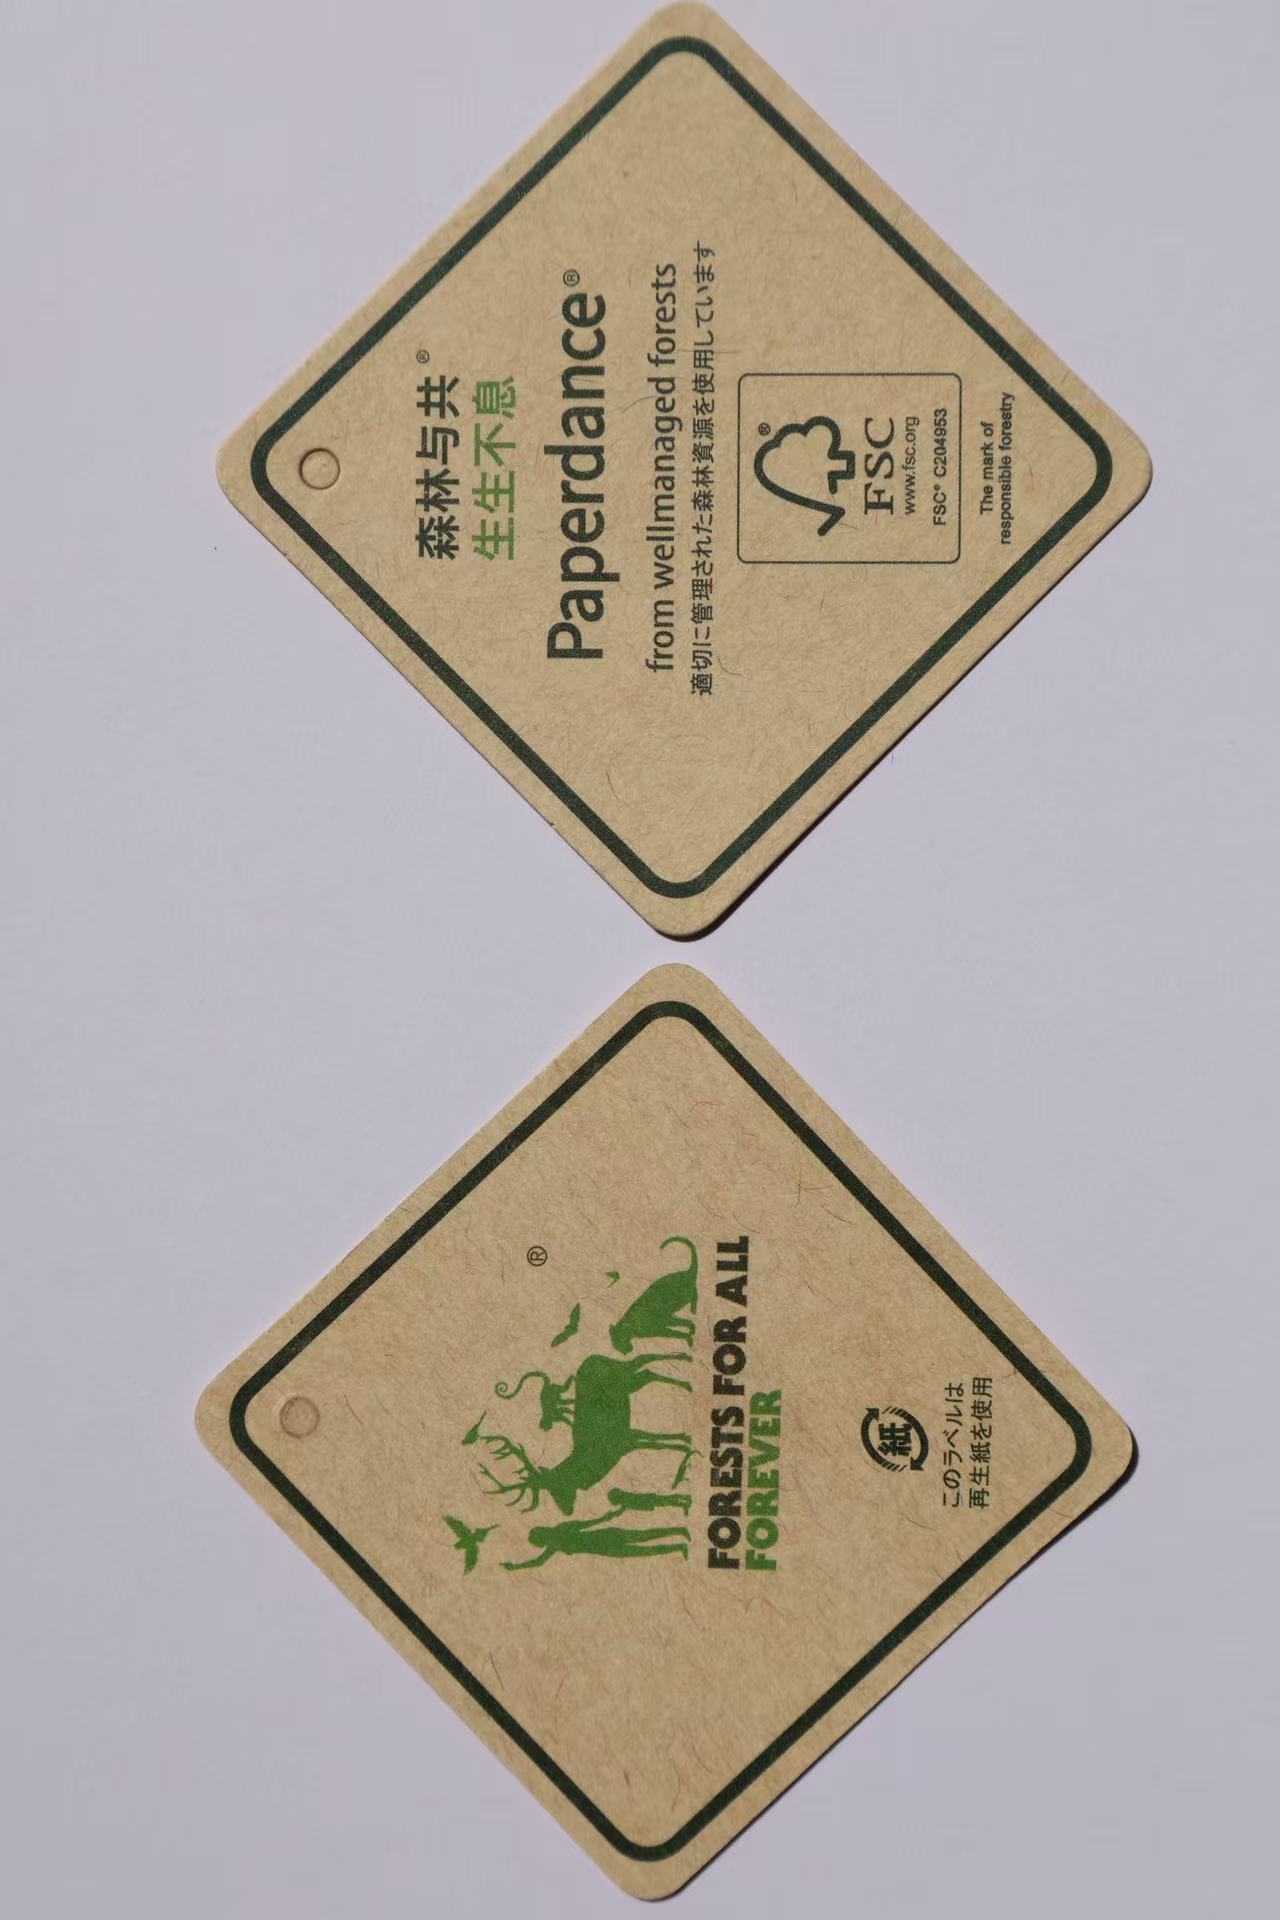 森林与共®
生生不息
Paperdance®
from wellmanaged forests
適切に管理された森林資源を使用しています
®
FSC
www.fsc.org
FSC® C204953
The mark of
responsible forestry
®
FORESTS FOR ALL
FOREVER
紙
このラベルは
再生紙を使用